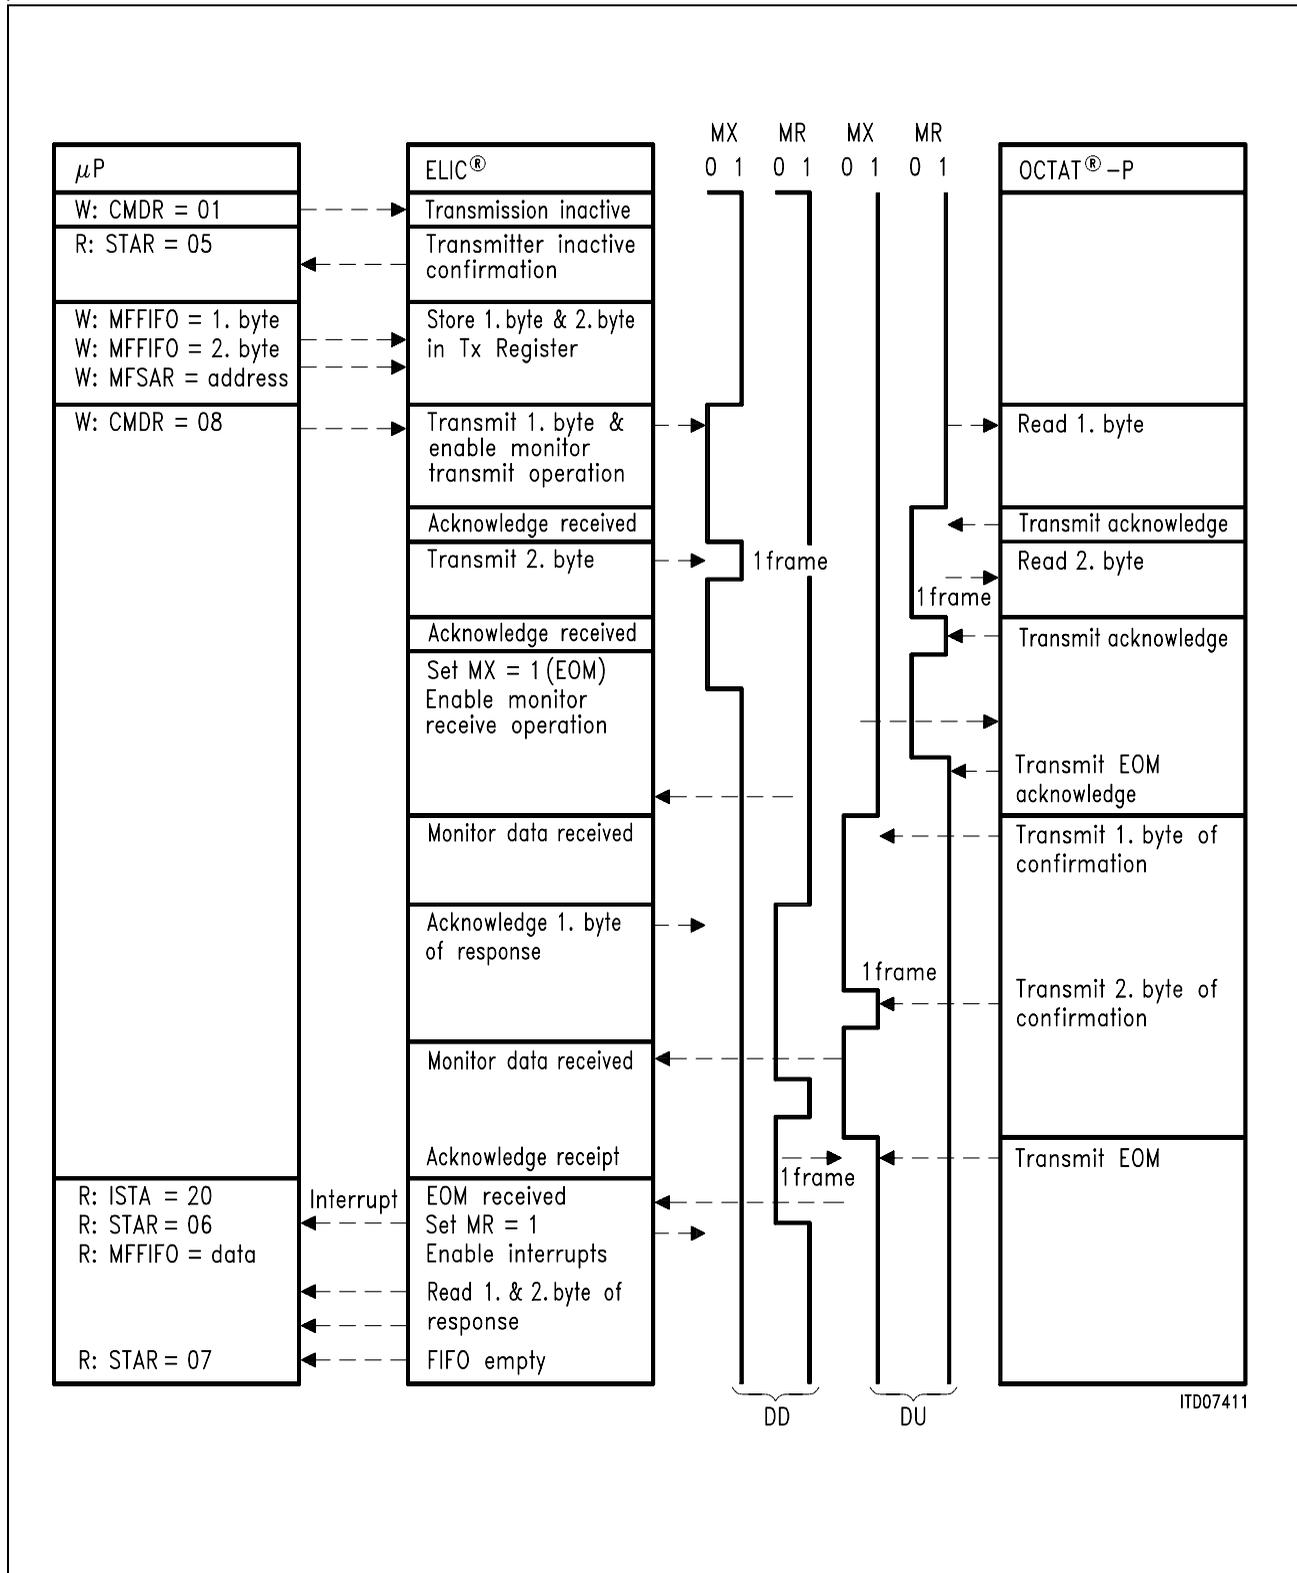 MX MR MX MR
0 1 0 1 0 1 0 1
µP
ELIC®
OCTAT®-P
W: CMDR = 01
Transmission inactive
R: STAR = 05
Transmitter inactive
confirmation
W: MFFIFO = 1. byte
W: MFFIFO = 2. byte
W: MFSAR = address
Store 1. byte & 2. byte
in Tx Register
W: CMDR = 08
Transmit 1. byte &
enable monitor
transmit operation
Read 1. byte
Acknowledge received
Transmit acknowledge
Transmit 2. byte
1 frame
Read 2. byte
1 frame
Acknowledge received
Transmit acknowledge
Set MX = 1 (EOM)
Enable monitor
receive operation
Transmit EOM
acknowledge
Monitor data received
Transmit 1. byte of
confirmation
Acknowledge 1. byte
of response
1 frame
Transmit 2. byte of
confirmation
Monitor data received
Acknowledge receipt
1 frame
Transmit EOM
R: ISTA = 20
R: STAR = 06
R: MFFIFO = data
Interrupt
EOM received
Set MR = 1
Enable interrupts
Read 1. & 2. byte of
response
R: STAR = 07
FIFO empty
DD
DU
ITD07411